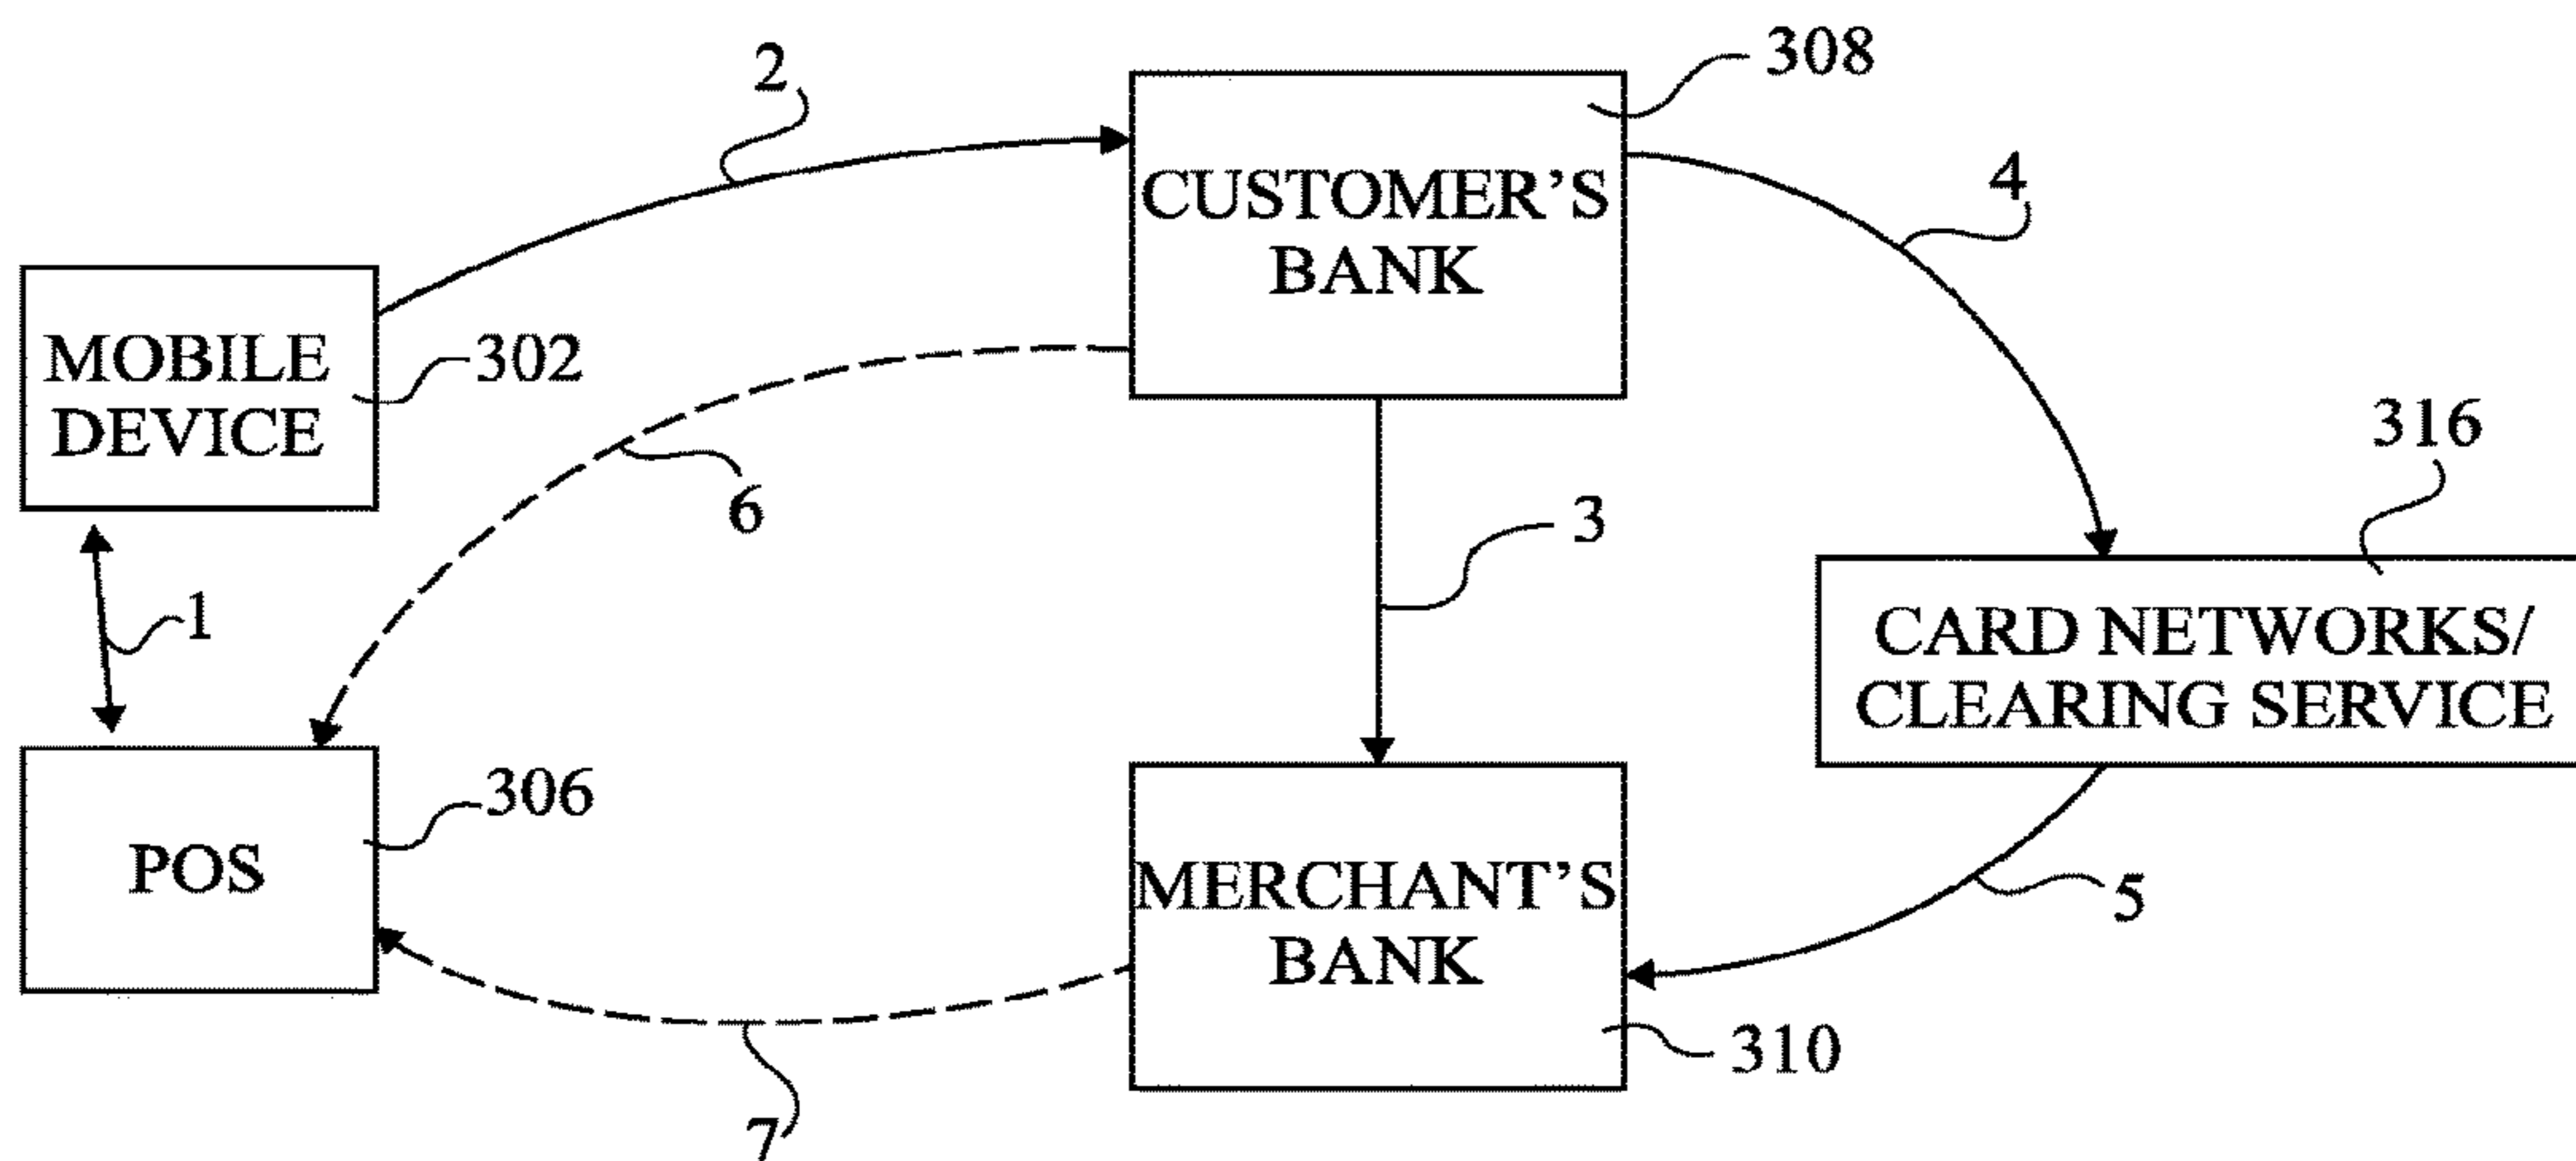 2
308
CUSTOMER’S
BANK
4
MOBILE
DEVICE
302
316
6
3
1
CARD NETWORKS/
CLEARING SERVICE
306
POS
MERCHANT’S
BANK
5
310
7